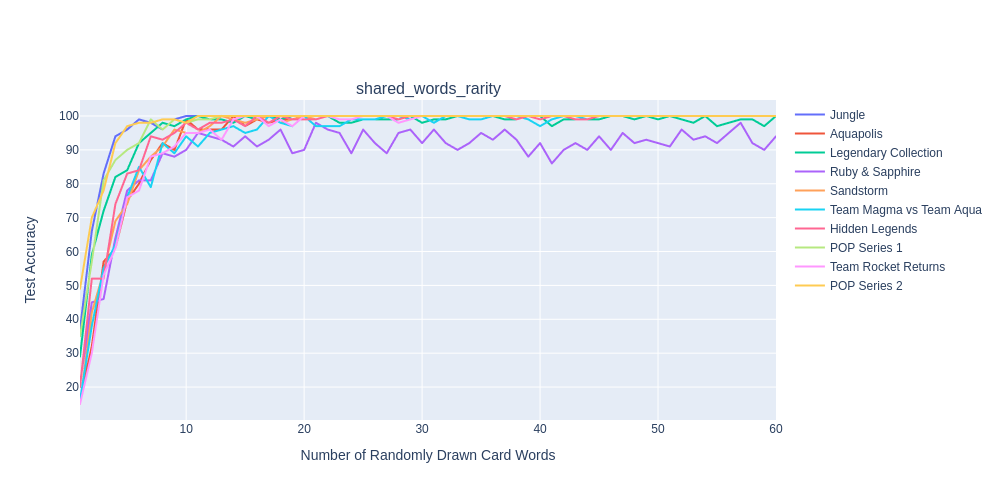 shared_words_rarity
100
90
80
70
60
50
40
30
20
Test Accuracy
10
20
30
40
50
60
Number of Randomly Drawn Card Words
Jungle
Aquapolis
Legendary Collection
Ruby & Sapphire
Sandstorm
Team Magma vs Team Aqua
Hidden Legends
POP Series 1
Team Rocket Returns
POP Series 2